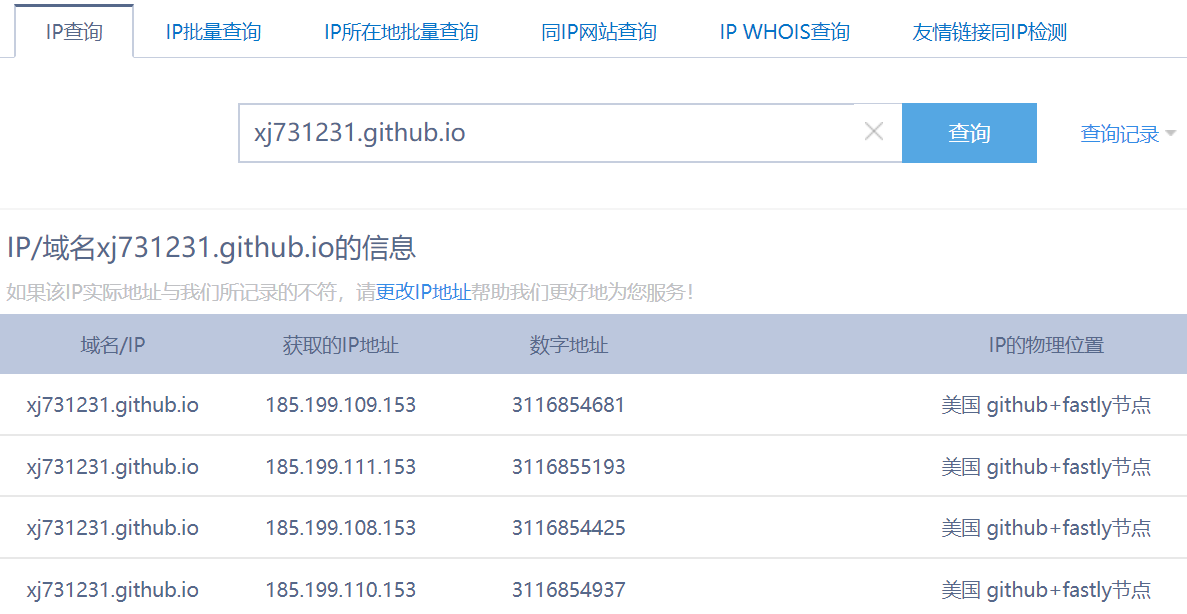 IP查询 IP批量查询 IP所在地批量查询 同IP网站查询 IP WHOIS查询 友情链接同IP检测
xj731231.github.io 查询 查询记录
IP/域名xj731231.github.io的信息
如果该IP实际地址与我们所记录的不符，请更改IP地址帮助我们更好地为您服务！
域名/IP 获取的IP地址 数字地址 IP的物理位置
xj731231.github.io 185.199.109.153 3116854681 美国 github+fastly节点
xj731231.github.io 185.199.111.153 3116855193 美国 github+fastly节点
xj731231.github.io 185.199.108.153 3116854425 美国 github+fastly节点
xj731231.github.io 185.199.110.153 3116854937 美国 github+fastly节点